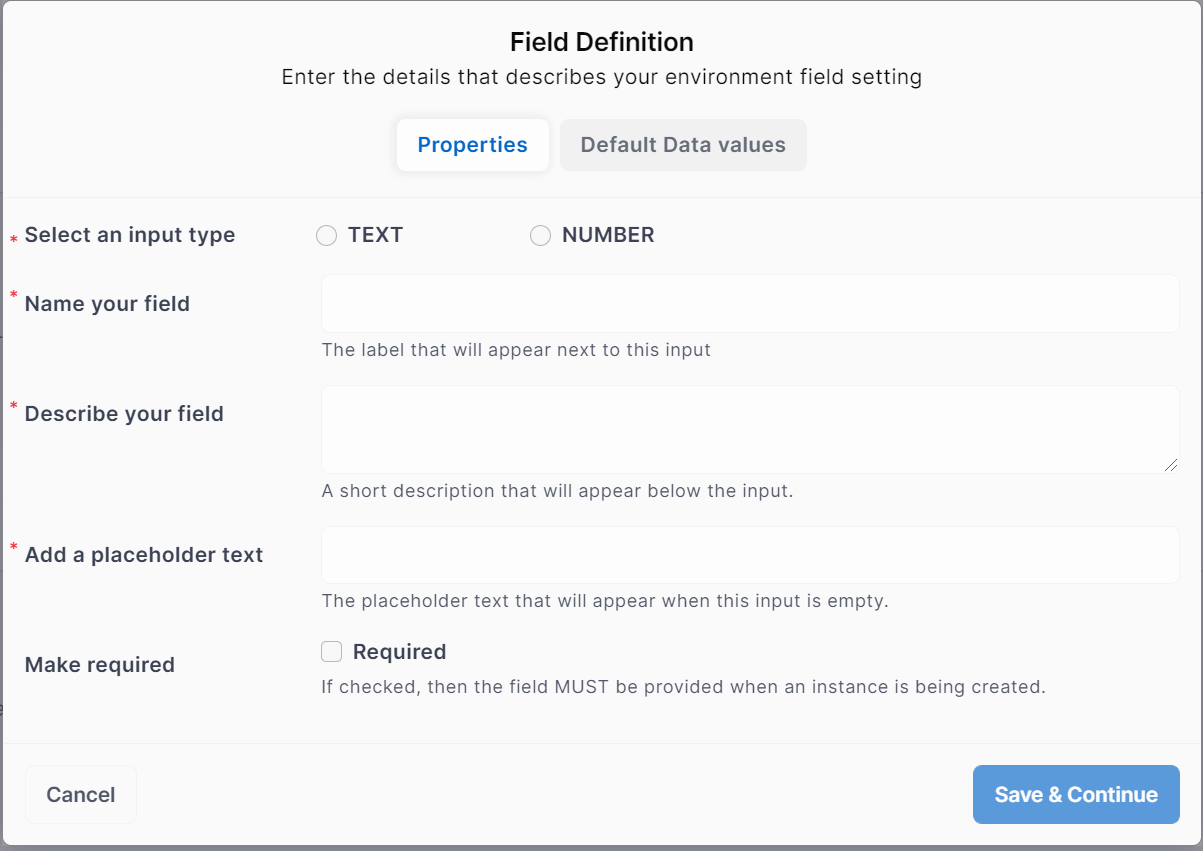 Field Definition
Enter the details that describes your environment field setting
Properties
Default Data values
* Select an input type
TEXT
NUMBER
* Name your field
The label that will appear next to this input
* Describe your field
A short description that will appear below the input.
* Add a placeholder text
The placeholder text that will appear when this input is empty.
Make required
Required
If checked, then the field MUST be provided when an instance is being created.
Cancel
Save & Continue